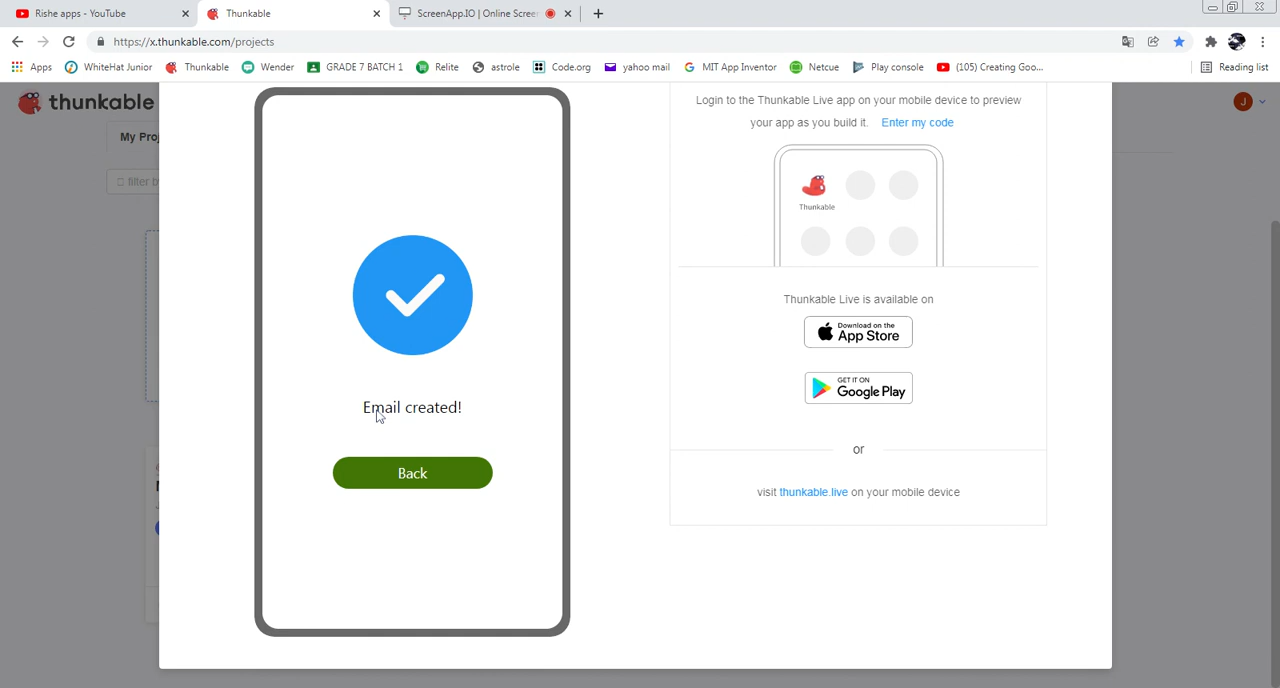 Rishe apps - YouTube
Thunkable
ScreenApp.IO | Online Scree
https://x.thunkable.com/projects
Apps
WhiteHat Junior
Thunkable
Wender
GRADE 7 BATCH 1
Relite
astrole
Code.org
yahoo mail
MIT App Inventor
Netcue
Play console
(105) Creating Goo...
Reading list
thunkable
J
My Proj
filter b
Login to the Thunkable Live app on your mobile device to preview
your app as you build it. Enter my code
Thunkable
Thunkable Live is available on
Download on the
App Store
GET IT ON
Google Play
or
visit thunkable.live on your mobile device
Email created!
Back